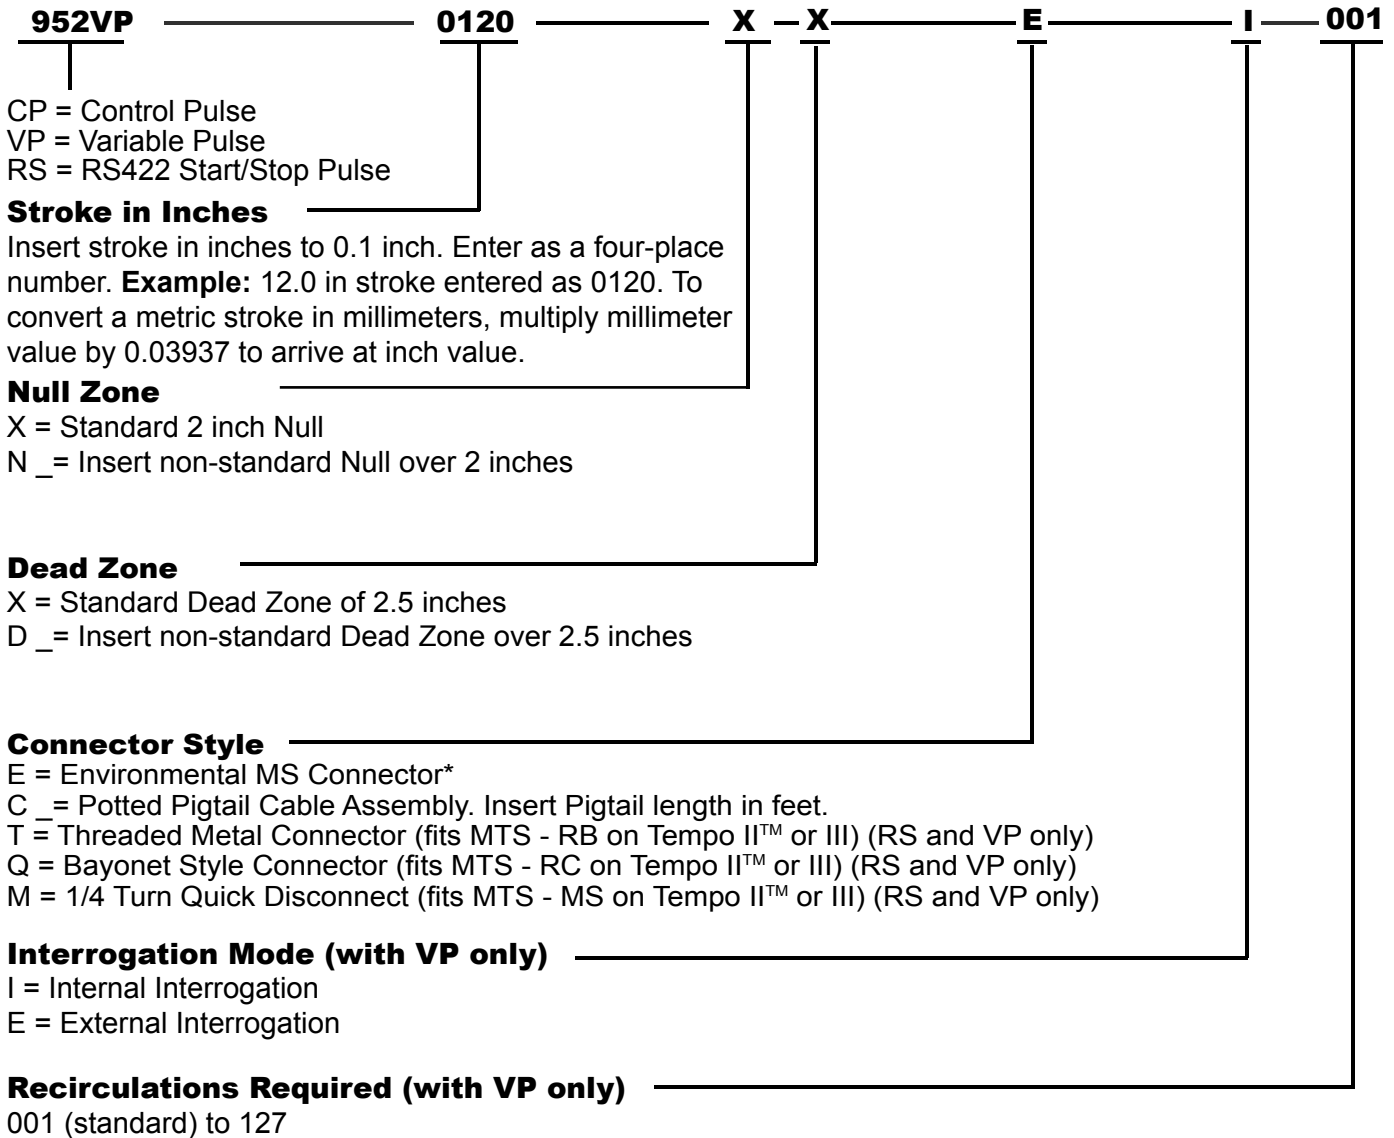 952VP 0120 X X E I 001
CP = Control Pulse
VP = Variable Pulse
RS = RS422 Start/Stop Pulse
Stroke in Inches
Insert stroke in inches to 0.1 inch. Enter as a four-place
number. Example: 12.0 in stroke entered as 0120. To
convert a metric stroke in millimeters, multiply millimeter
value by 0.03937 to arrive at inch value.
Null Zone
X = Standard 2 inch Null
N _= Insert non-standard Null over 2 inches
Dead Zone
X = Standard Dead Zone of 2.5 inches
D _= Insert non-standard Dead Zone over 2.5 inches
Connector Style
E = Environmental MS Connector*
C _= Potted Pigtail Cable Assembly. Insert Pigtail length in feet.
T = Threaded Metal Connector (fits MTS - RB on Tempo II™ or III) (RS and VP only)
Q = Bayonet Style Connector (fits MTS - RC on Tempo II™ or III) (RS and VP only)
M = 1/4 Turn Quick Disconnect (fits MTS - MS on Tempo II™ or III) (RS and VP only)
Interrogation Mode (with VP only)
I = Internal Interrogation
E = External Interrogation
Recirculations Required (with VP only)
001 (standard) to 127